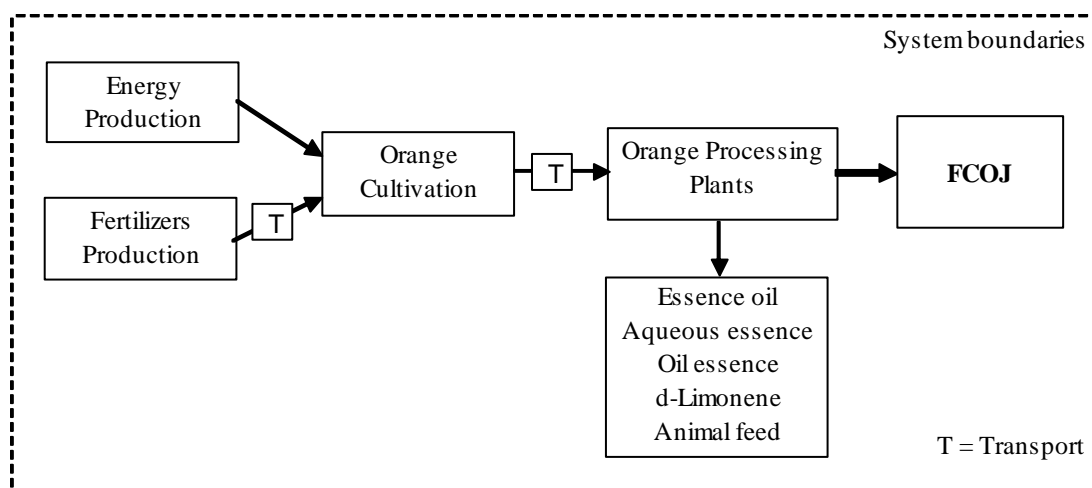 System boundaries
Energy
Production
Fertilizers
Production
T
Orange
Cultivation
T
Orange Processing
Plants
FCOJ
Essence oil
Aqueous essence
Oil essence
d-Limonene
Animal feed
T = Transport